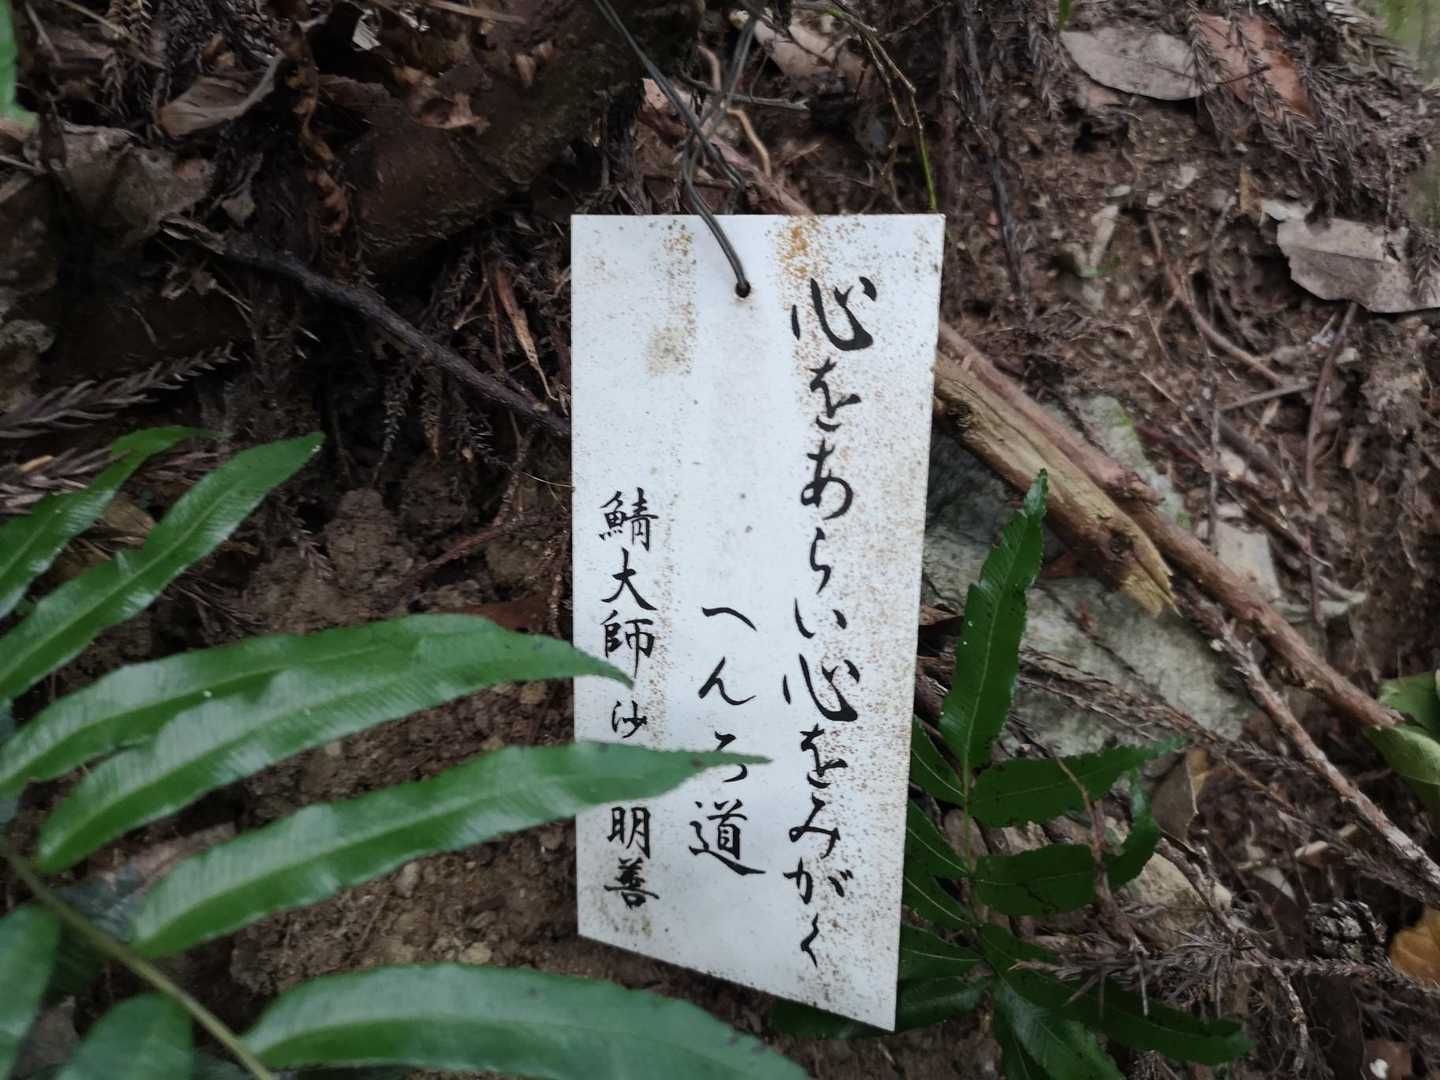 心をあらい心をみがく
へんろ道
鯖大師 沙 明善